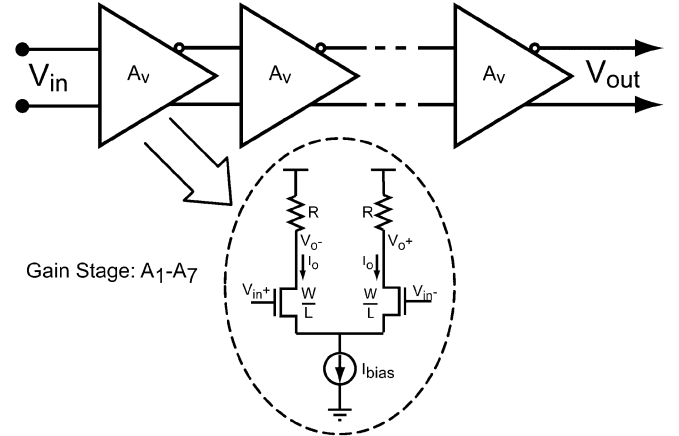 Vin
Av
Av
Av
Vout
Gain Stage: A1-A7
R
R
Vo-
Vo+
Io
Io
Vin+
W
L
W
L
Vin-
Ibias